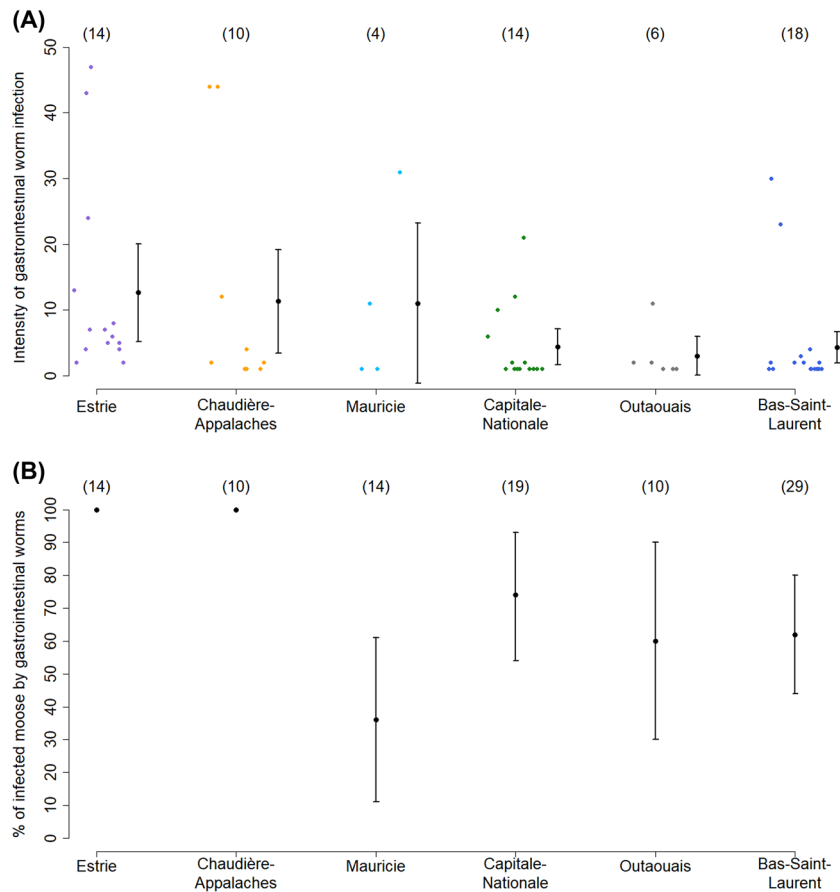 (A)
(14) (10) (4) (14) (6) (18)
Intensity of gastrointestinal worm infection
50
40
30
20
10
0
Estrie Chaudière- Mauricie Capitale- Outaouais Bas-Saint-
Appalaches Nationale Laurent
(B)
(14) (10) (14) (19) (10) (29)
% of infected moose by gastrointestinal worms
100
90
80
70
60
50
40
30
20
10
0
Estrie Chaudière- Mauricie Capitale- Outaouais Bas-Saint-
Appalaches Nationale Laurent